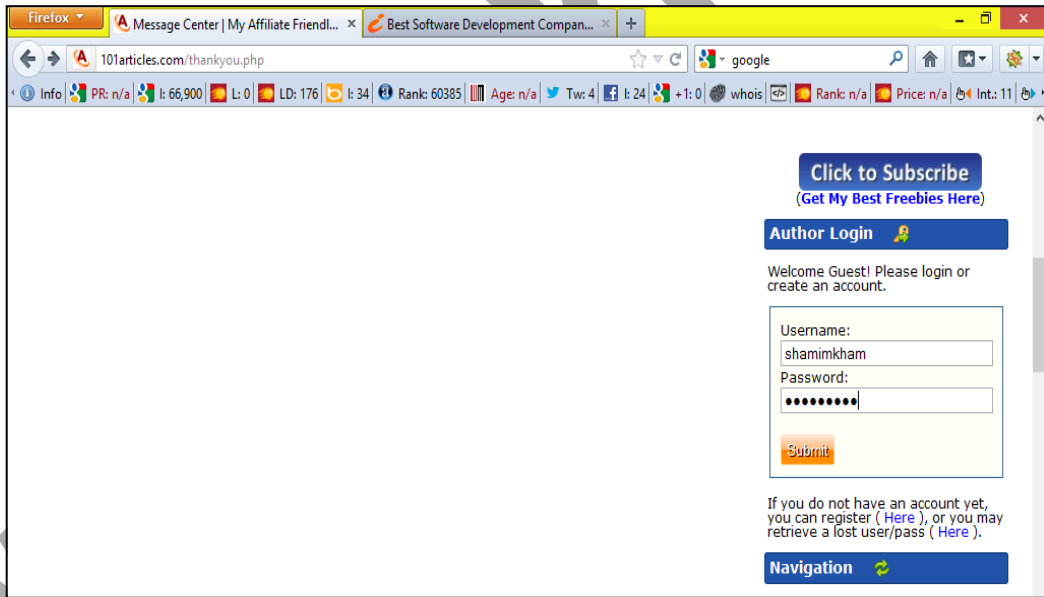 Firefox
Message Center | My Affiliate Friendl... × Best Software Development Compan... × +
101articles.com/thankyou.php google
Info PR: n/a I: 66,900 L: 0 LD: 176 I: 34 Rank: 60385 Age: n/a Tw: 4 I: 24 +1: 0 whois Rank: n/a Price: n/a Int.: 11
Click to Subscribe
(Get My Best Freebies Here)
Author Login
Welcome Guest! Please login or
create an account.
Username:
shamimkham
Password:
•••••••••
Submit
If you do not have an account yet,
you can register ( Here ), or you may
retrieve a lost user/pass ( Here ).
Navigation